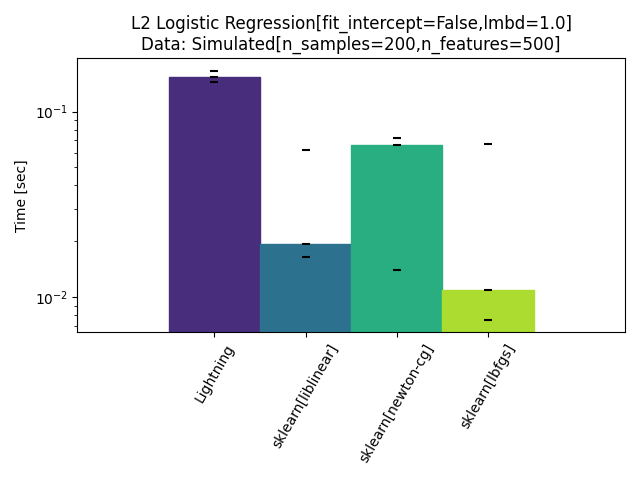 L2 Logistic Regression[fit_intercept=False,lmbd=1.0]
Data: Simulated[n_samples=200,n_features=500]
Time [sec]
10⁻¹
10⁻²
Lightning
sklearn[liblinear]
sklearn[newton-cg]
sklearn[lbfgs]